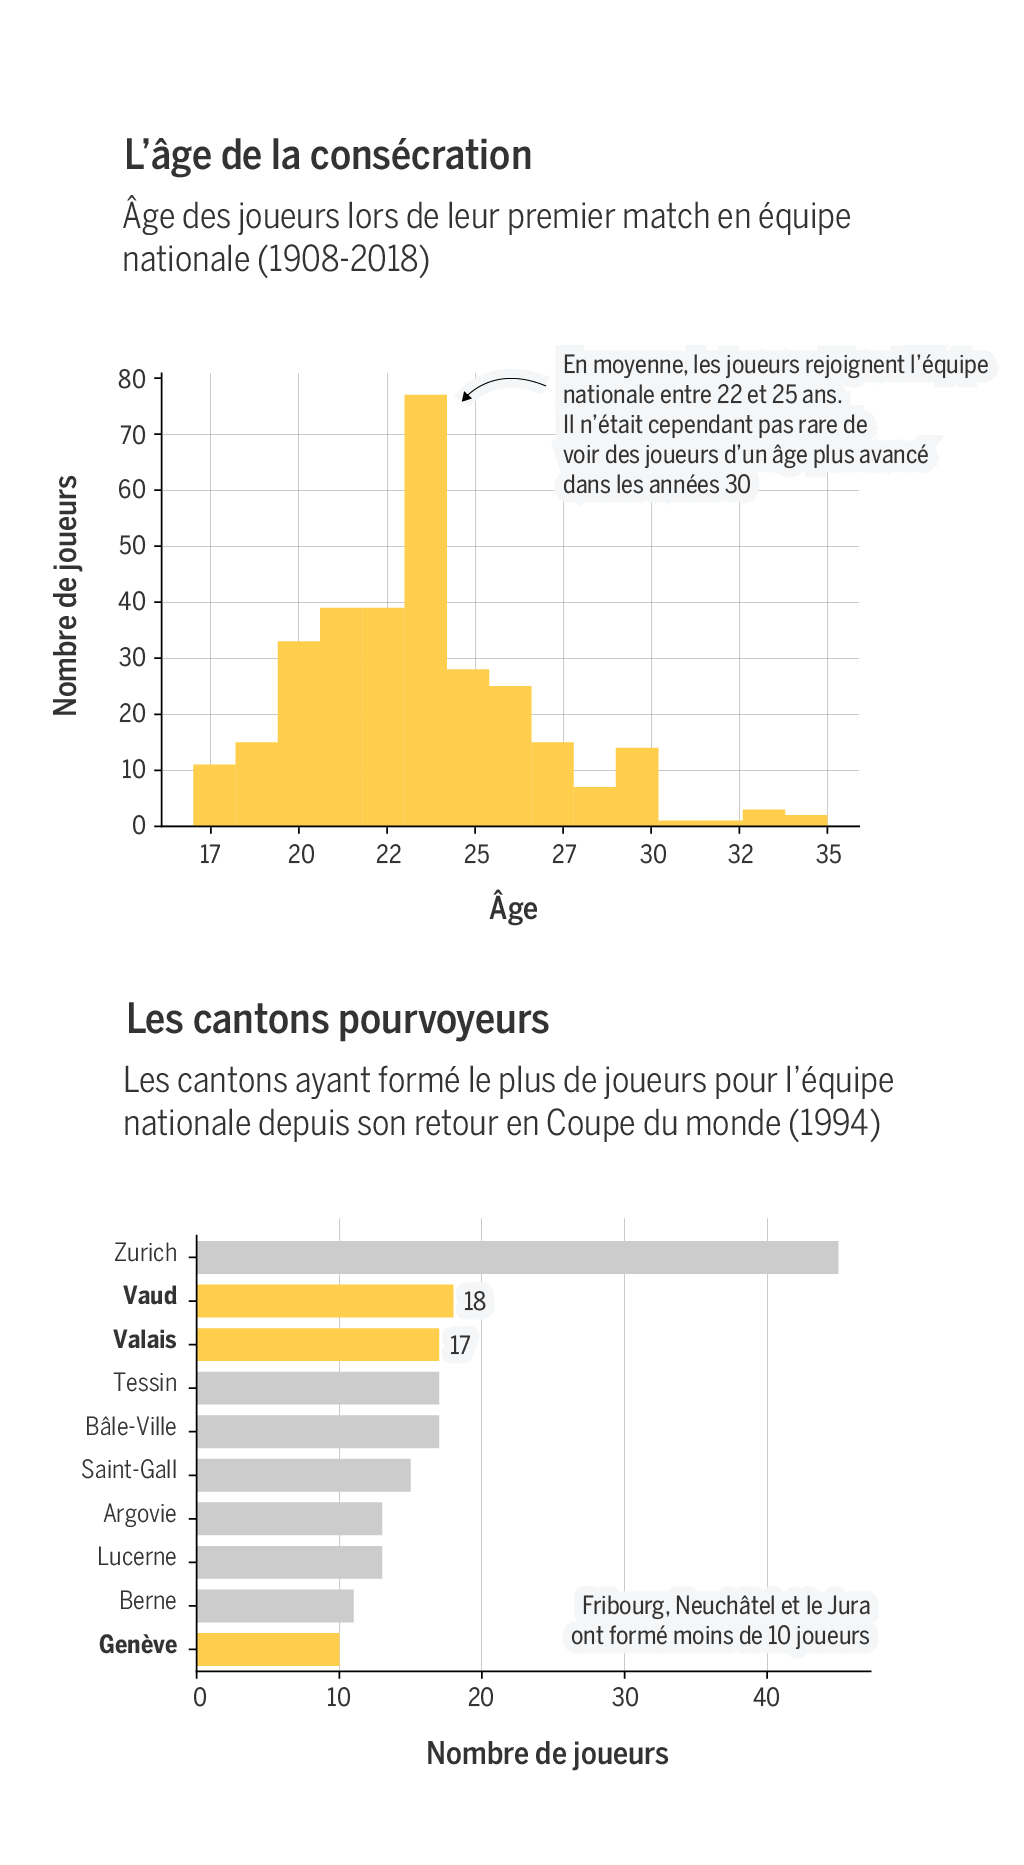 L’âge de la consécration
Âge des joueurs lors de leur premier match en équipe
nationale (1908-2018)
En moyenne, les joueurs rejoignent l’équipe
nationale entre 22 et 25 ans.
Il n’était cependant pas rare de
voir des joueurs d’un âge plus avancé
dans les années 30
Nombre de joueurs
80
70
60
50
40
30
20
10
0
17 20 22 25 27 30 32 35
Âge
Les cantons pourvoyeurs
Les cantons ayant formé le plus de joueurs pour l’équipe
nationale depuis son retour en Coupe du monde (1994)
Zurich
Vaud 18
Valais 17
Tessin
Bâle-Ville
Saint-Gall
Argovie
Lucerne
Berne
Genève
Fribourg, Neuchâtel et le Jura
ont formé moins de 10 joueurs
0 10 20 30 40
Nombre de joueurs